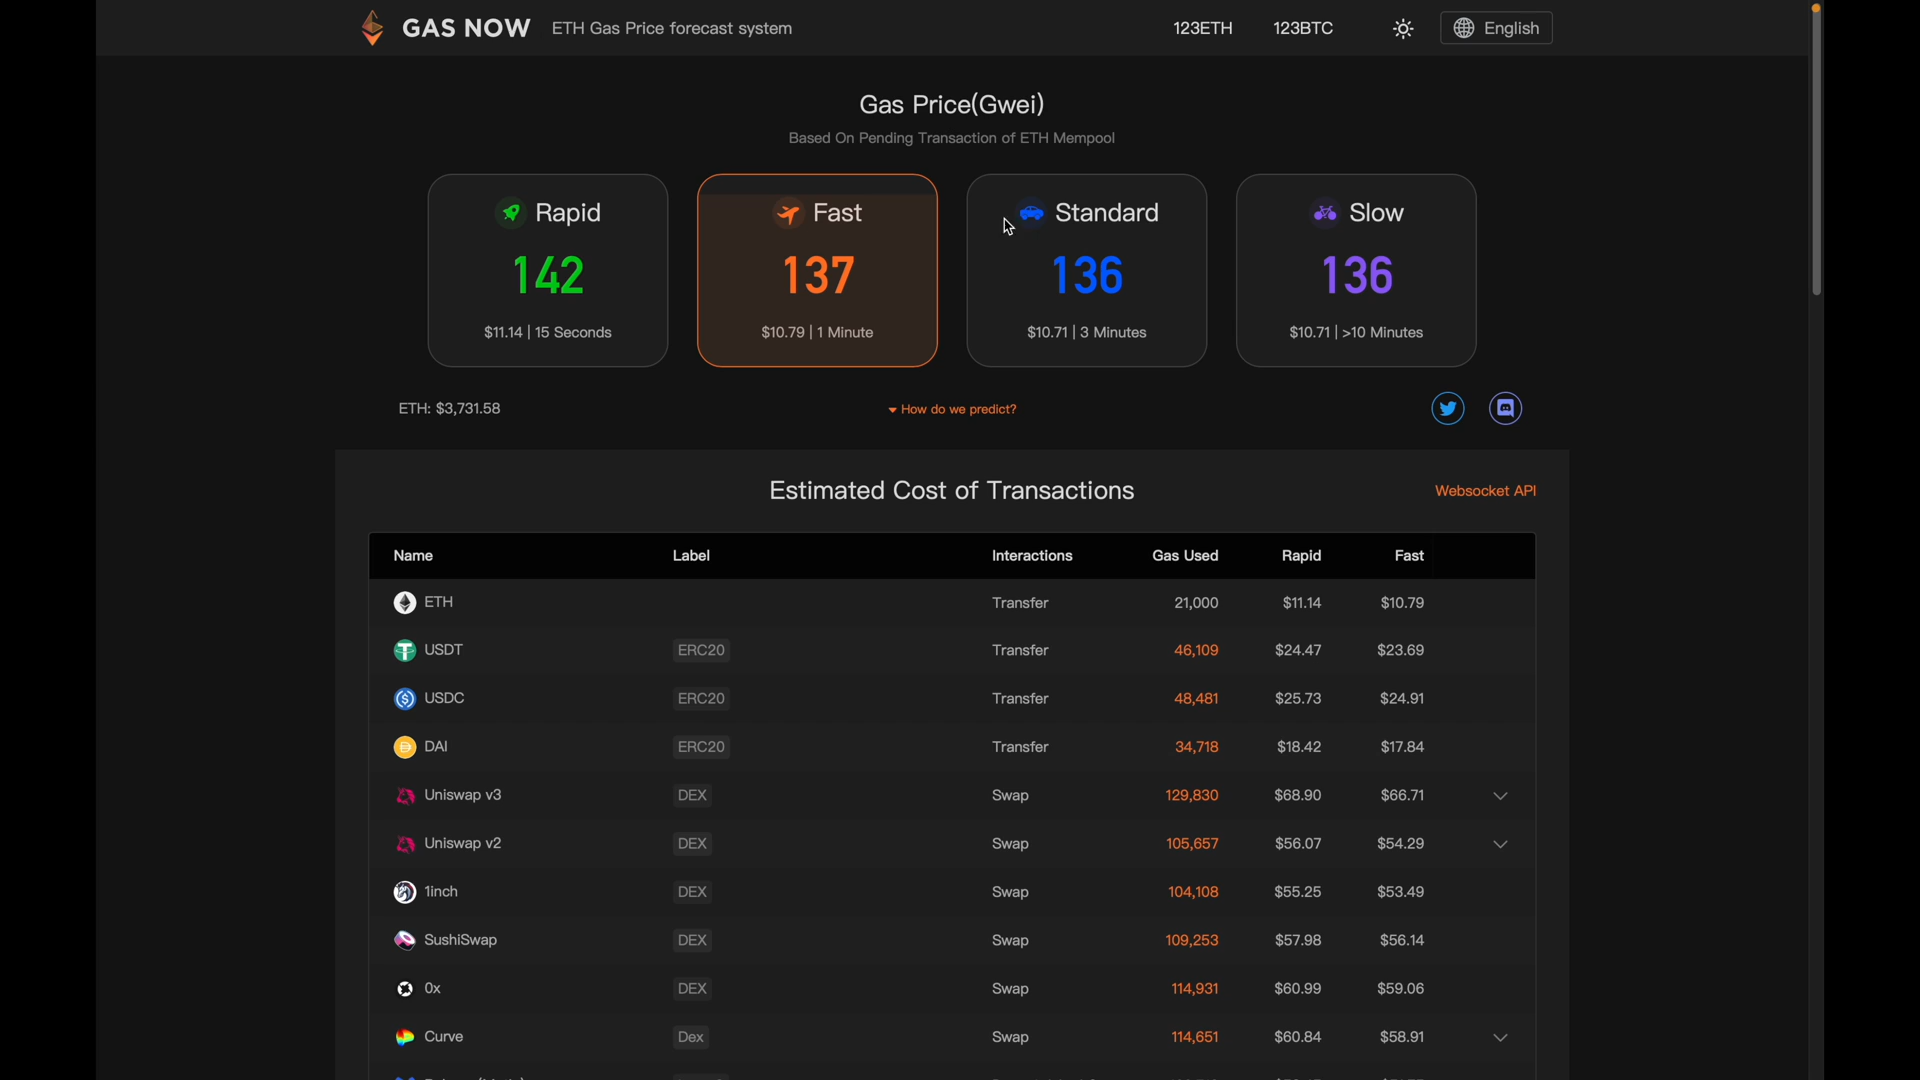 GAS NOW ETH Gas Price forecast system 123ETH 123BTC English
Gas Price(Gwei)
Based On Pending Transaction of ETH Mempool
Rapid Fast Standard Slow
142 137 136 136
$11.14 | 15 Seconds $10.79 | 1 Minute $10.71 | 3 Minutes $10.71 | >10 Minutes
ETH: $3,731.58 How do we predict?
Estimated Cost of Transactions Websocket API
Name Label Interactions Gas Used Rapid Fast
ETH Transfer 21,000 $11.14 $10.79
USDT ERC20 Transfer 46,109 $24.47 $23.69
USDC ERC20 Transfer 48,481 $25.73 $24.91
DAI ERC20 Transfer 34,718 $18.42 $17.84
Uniswap v3 DEX Swap 129,830 $68.90 $66.71
Uniswap v2 DEX Swap 105,657 $56.07 $54.29
1inch DEX Swap 104,108 $55.25 $53.49
SushiSwap DEX Swap 109,253 $57.98 $56.14
0x DEX Swap 114,931 $60.99 $59.06
Curve Dex Swap 114,651 $60.84 $58.91